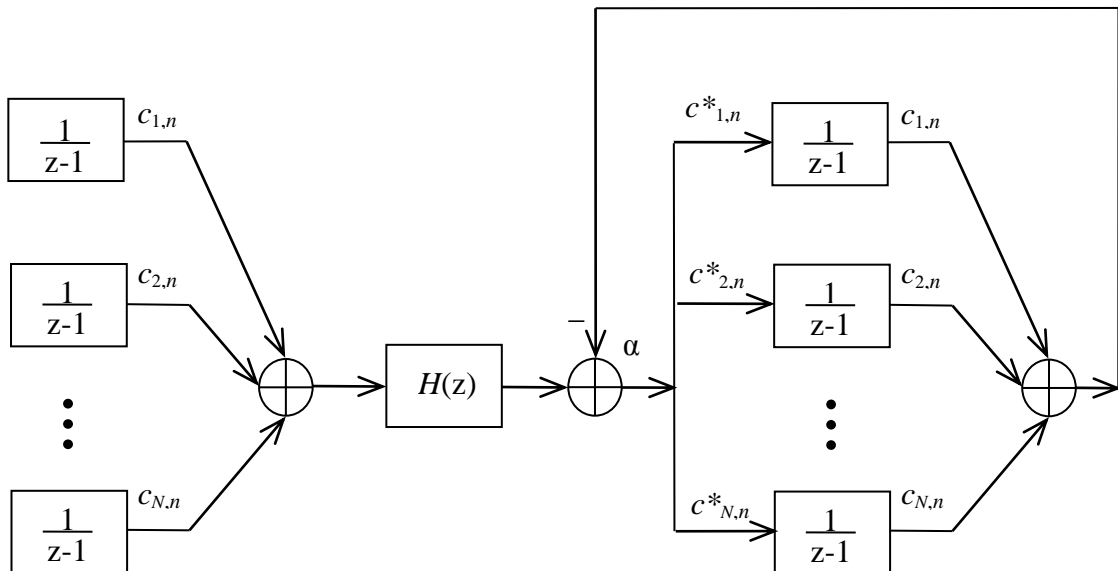 c1,n
1
z-1
c*1,n
1
z-1
c1,n
c2,n
1
z-1
c*2,n
1
z-1
c2,n
–
α
H(z)
cN,n
1
z-1
c*N,n
1
z-1
cN,n